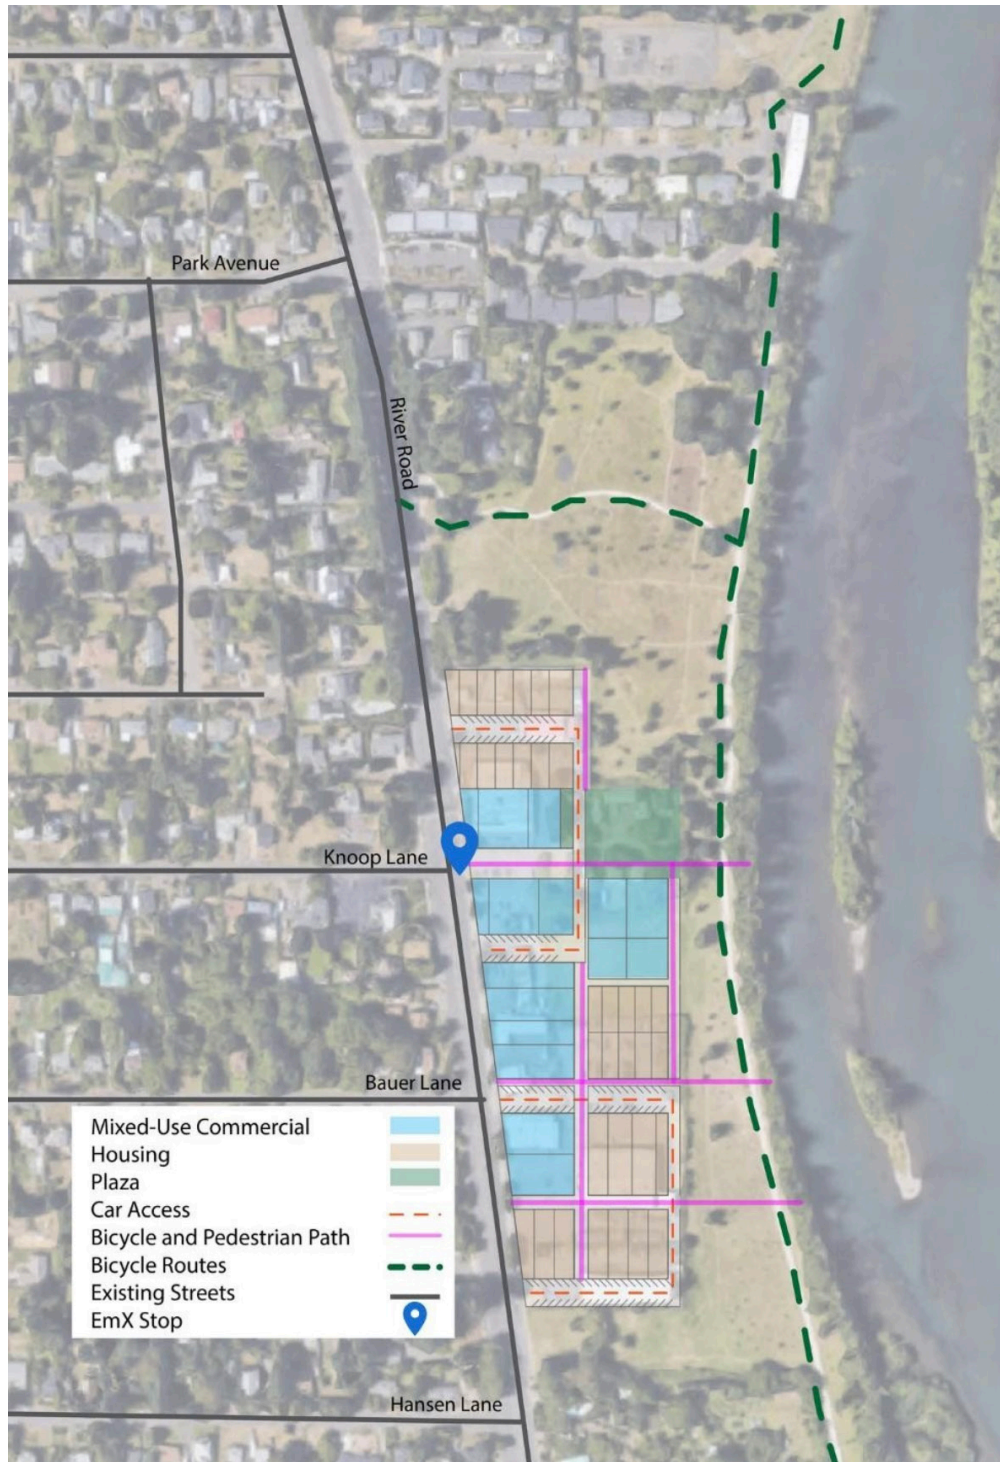 Park Avenue
River Road
Knoop Lane
Bauer Lane
Mixed-Use Commercial
Housing
Plaza
Car Access
Bicycle and Pedestrian Path
Bicycle Routes
Existing Streets
EmX Stop
Hansen Lane